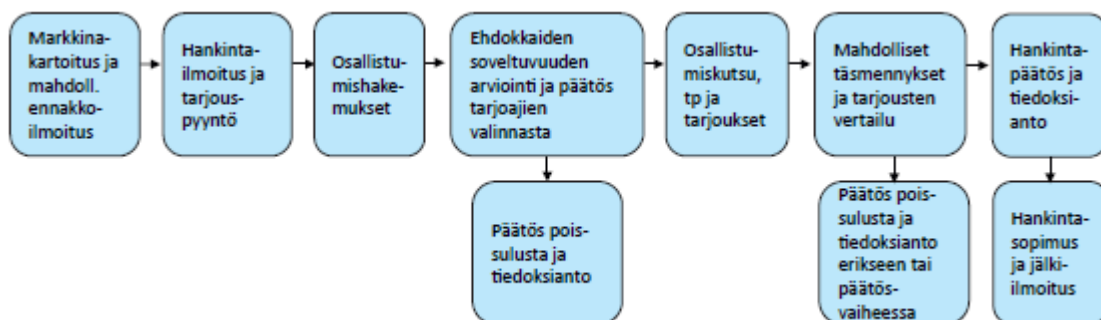 Markkina-
kartoitus ja
mahdoll.
ennakko-
ilmoitus
Hankinta-
ilmoitus ja
tarjous-
pyyntö
Osallistu-
mishake-
mukset
Ehdokkaiden
soveltuvuuden
arviointi ja päätös
tarjoajien
valinnasta
Osallistu-
miskutsu,
tp ja
tarjoukset
Mahdolliset
täsmennykset
ja tarjousten
vertailu
Hankinta-
päätös ja
tiedoksi-
anto
Päätös pois-
sulusta ja
tiedoksianto
Päätös pois-
sulusta ja
tiedoksianto
erikseen tai
päätös-
vaiheessa
Hankinta-
sopimus
ja jälki-
ilmoitus